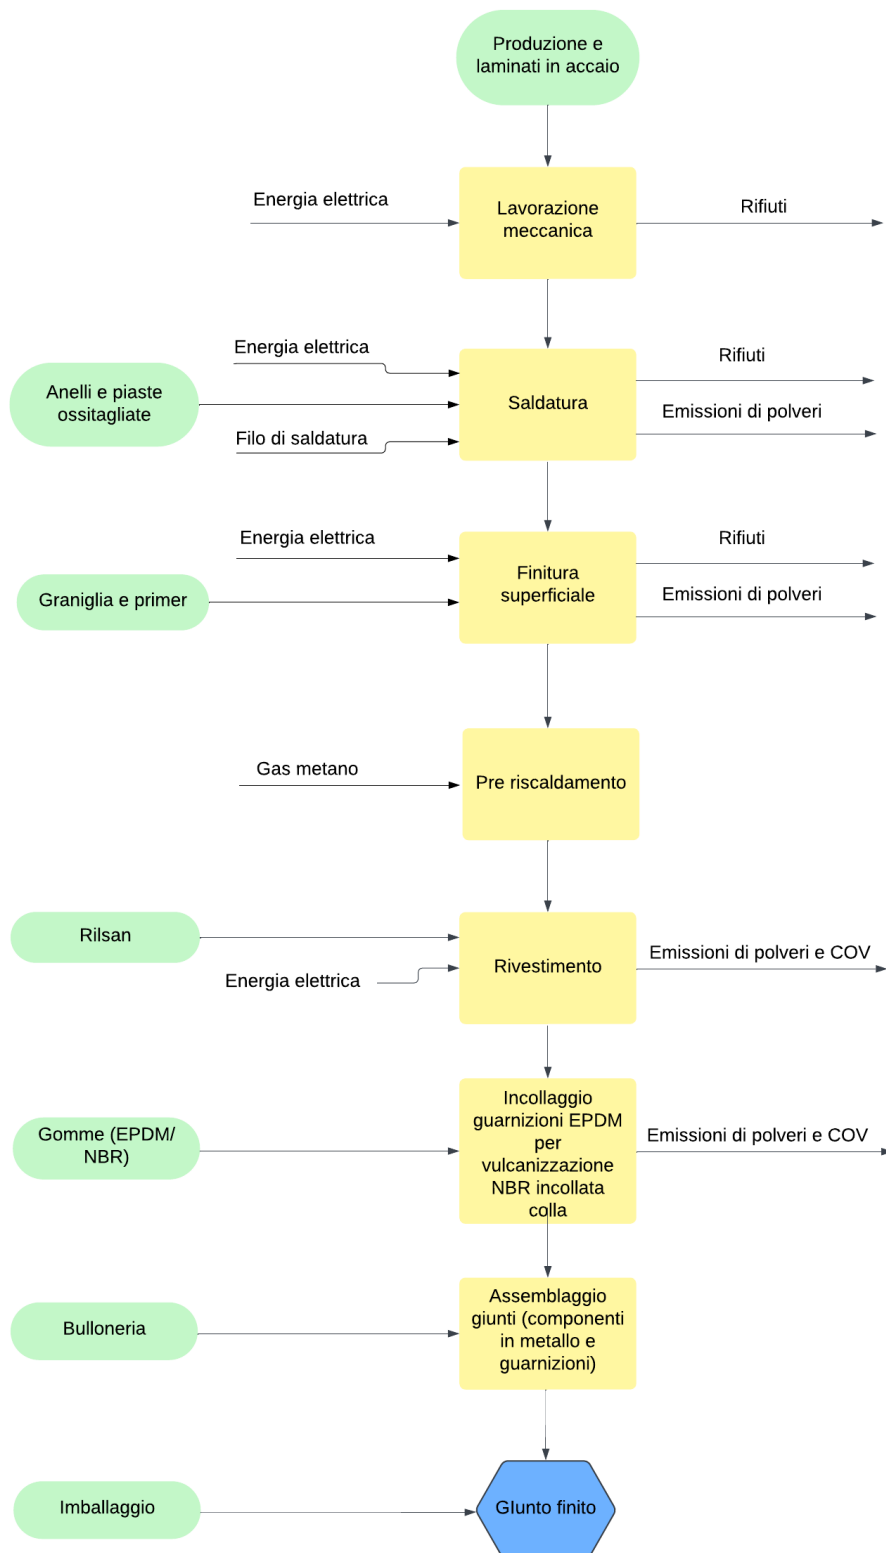 Produzione e
laminati in accaio
Energia elettrica
Lavorazione
meccanica
Rifiuti
Energia elettrica
Anelli e piaste
ossitagliate
Filo di saldatura
Saldatura
Rifiuti
Emissioni di polveri
Energia elettrica
Graniglia e primer
Finitura
superficiale
Rifiuti
Emissioni di polveri
Gas metano
Pre riscaldamento
Rilsan
Energia elettrica
Rivestimento
Emissioni di polveri e COV
Gomme (EPDM/
NBR)
Incollaggio
guarnizioni EPDM
per
vulcanizzazione
NBR incollata
colla
Emissioni di polveri e COV
Bulloneria
Assemblaggio
giunti (componenti
in metallo e
guarnizioni)
Imballaggio
GIunto finito